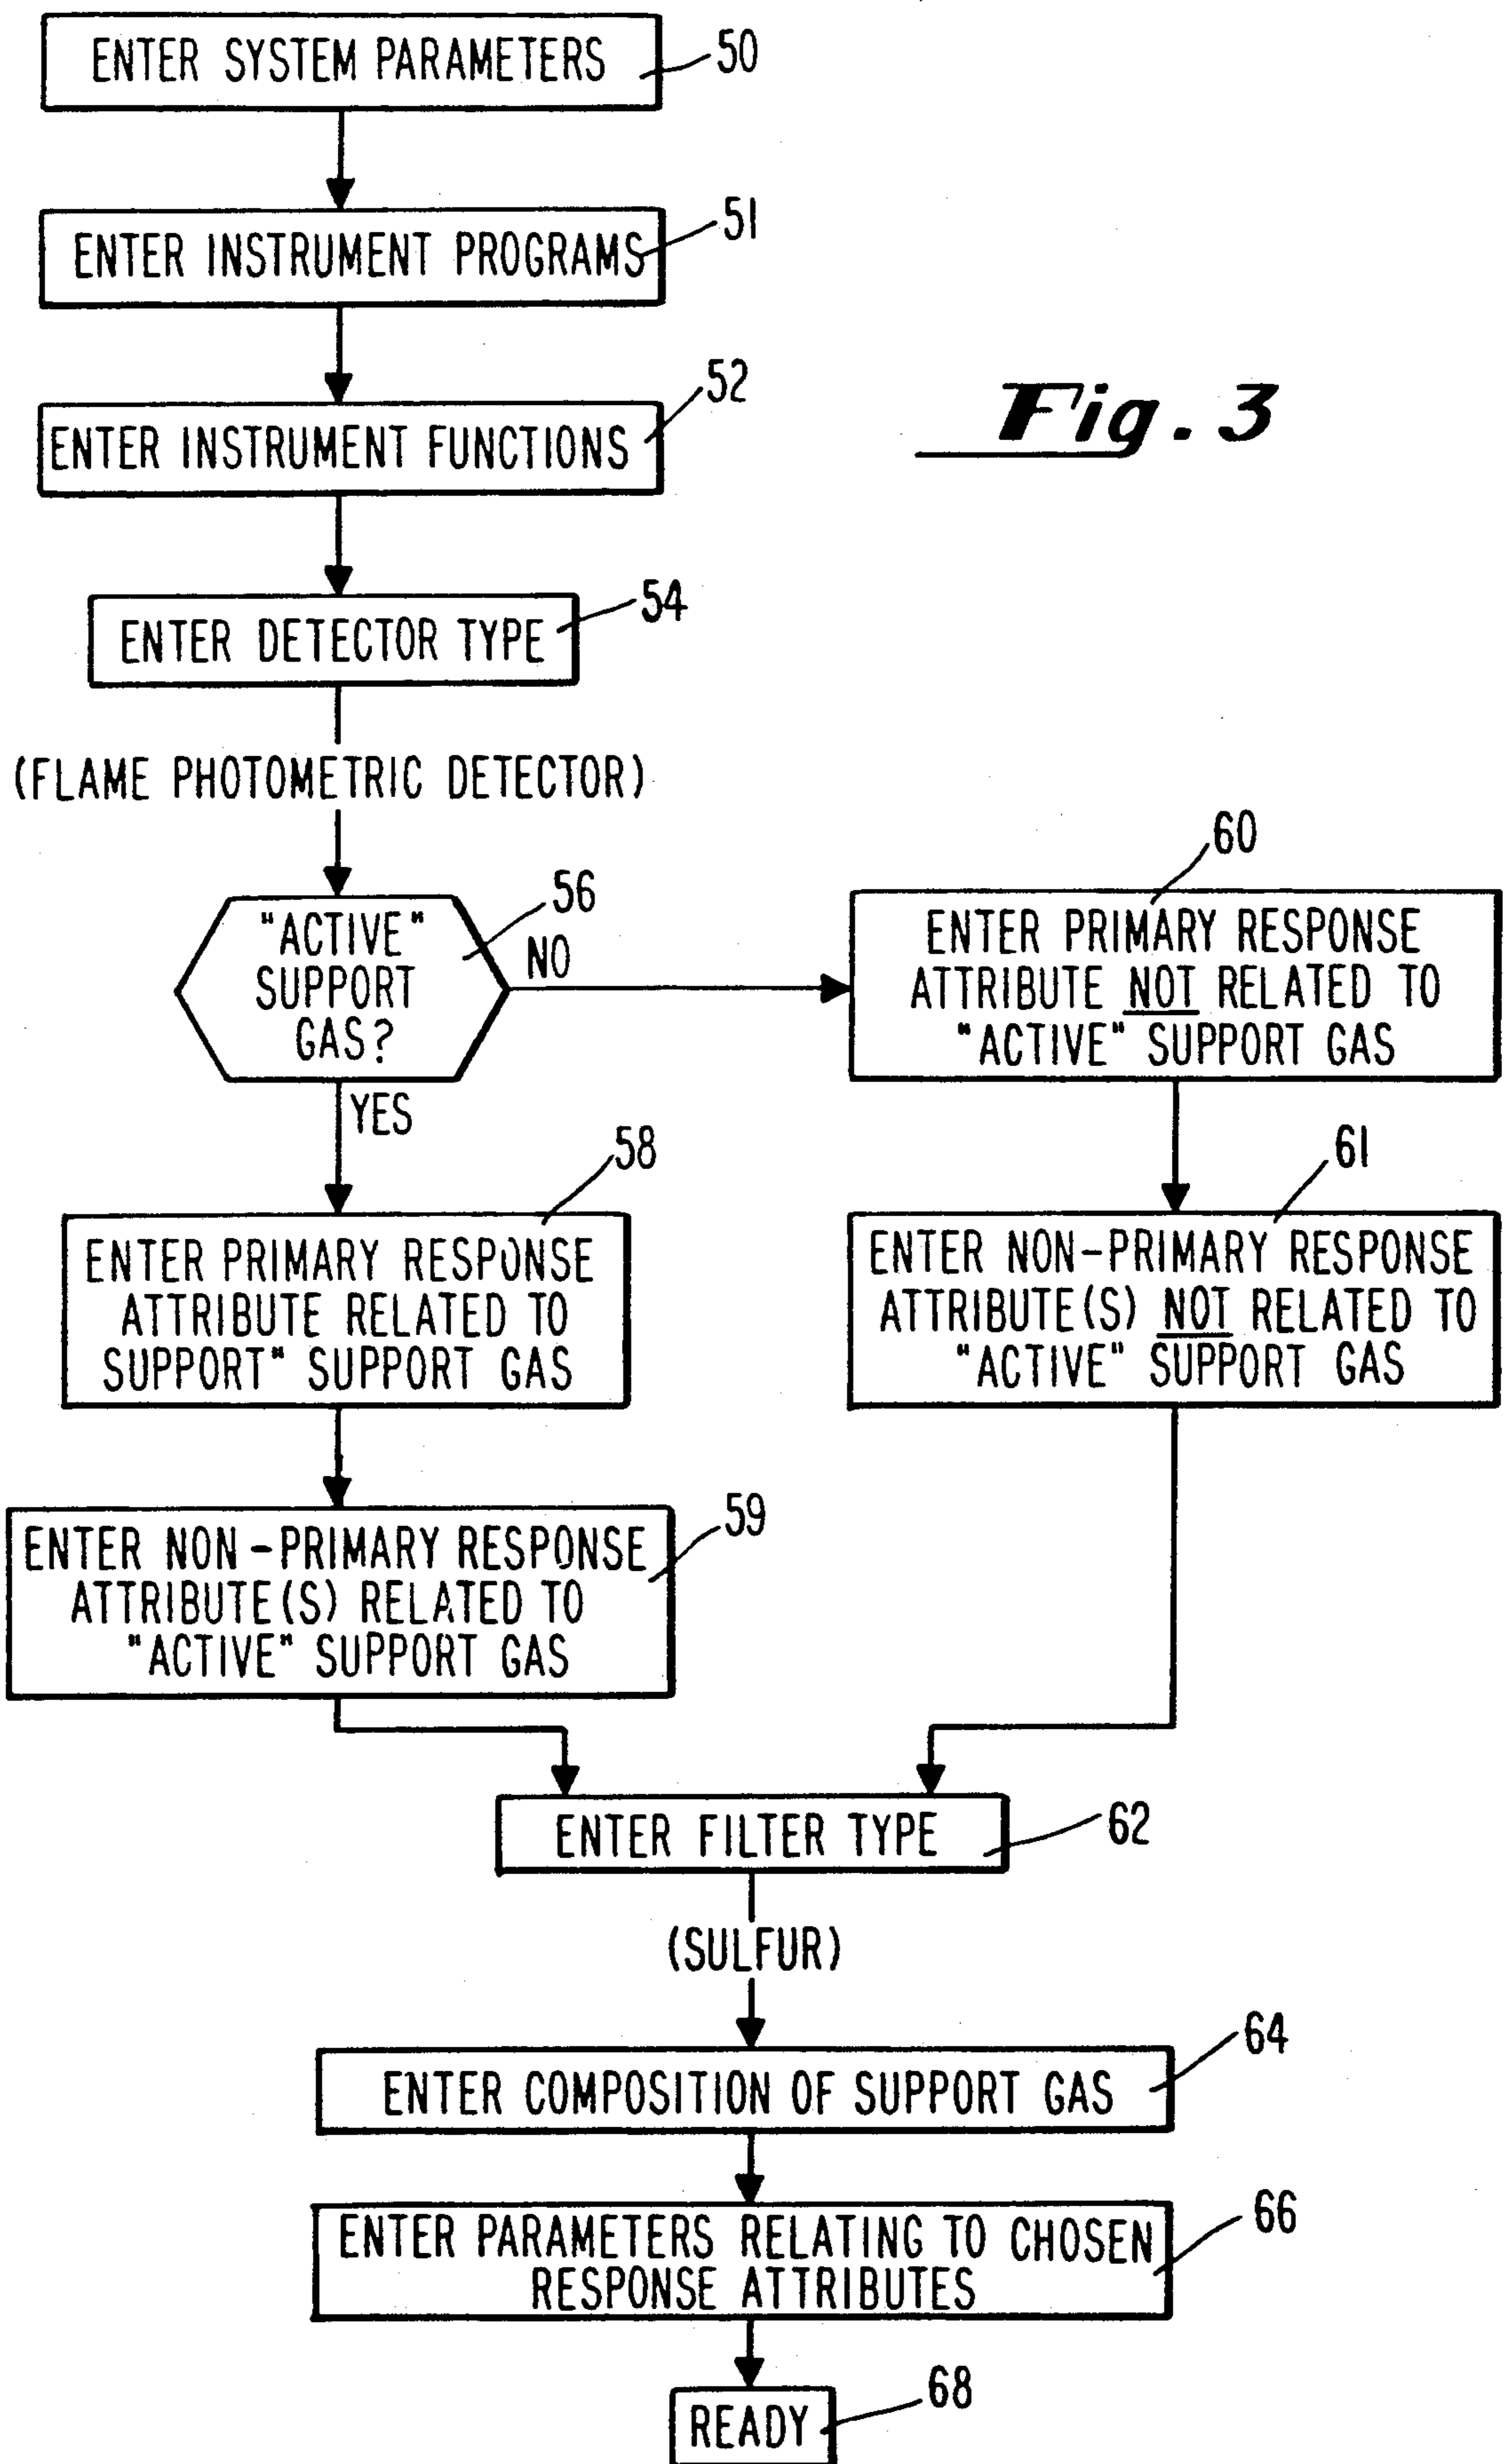 ENTER SYSTEM PARAMETERS
50
ENTER INSTRUMENT PROGRAMS
51
ENTER INSTRUMENT FUNCTIONS
52
Fig. 3
ENTER DETECTOR TYPE
54
(FLAME PHOTOMETRIC DETECTOR)
"ACTIVE"
SUPPORT
GAS?
56
NO
YES
60
ENTER PRIMARY RESPONSE
ATTRIBUTE NOT RELATED TO
"ACTIVE" SUPPORT GAS
58
ENTER PRIMARY RESPONSE
ATTRIBUTE RELATED TO
SUPPORT" SUPPORT GAS
61
ENTER NON-PRIMARY RESPONSE
ATTRIBUTE(S) NOT RELATED TO
"ACTIVE" SUPPORT GAS
59
ENTER NON-PRIMARY RESPONSE
ATTRIBUTE(S) RELATED TO
"ACTIVE" SUPPORT GAS
ENTER FILTER TYPE
62
(SULFUR)
64
ENTER COMPOSITION OF SUPPORT GAS
66
ENTER PARAMETERS RELATING TO CHOSEN
RESPONSE ATTRIBUTES
68
READY